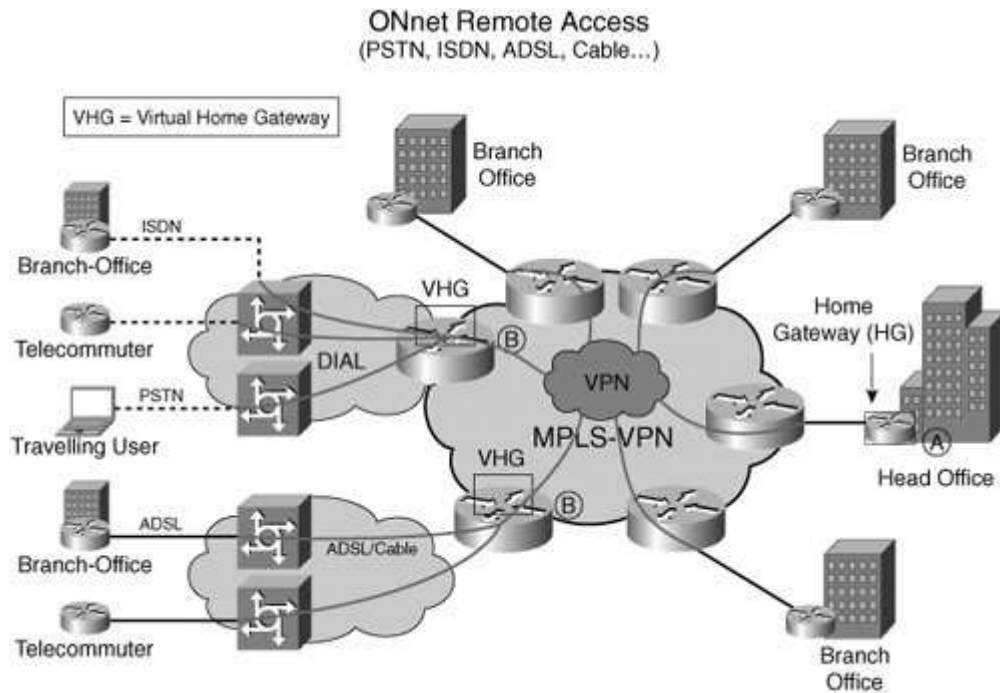 ONnet Remote Access
(PSTN, ISDN, ADSL, Cable...)
VHG = Virtual Home Gateway
Branch
Office
Branch
Office
ISDN
Branch-Office
VHG
Home
Gateway (HG)
B
Telecommuter
DIAL
VPN
PSTN
MPLS-VPN
A
Travelling User
VHG
Head Office
B
ADSL
ADSL/Cable
Branch-Office
Telecommuter
Branch
Office